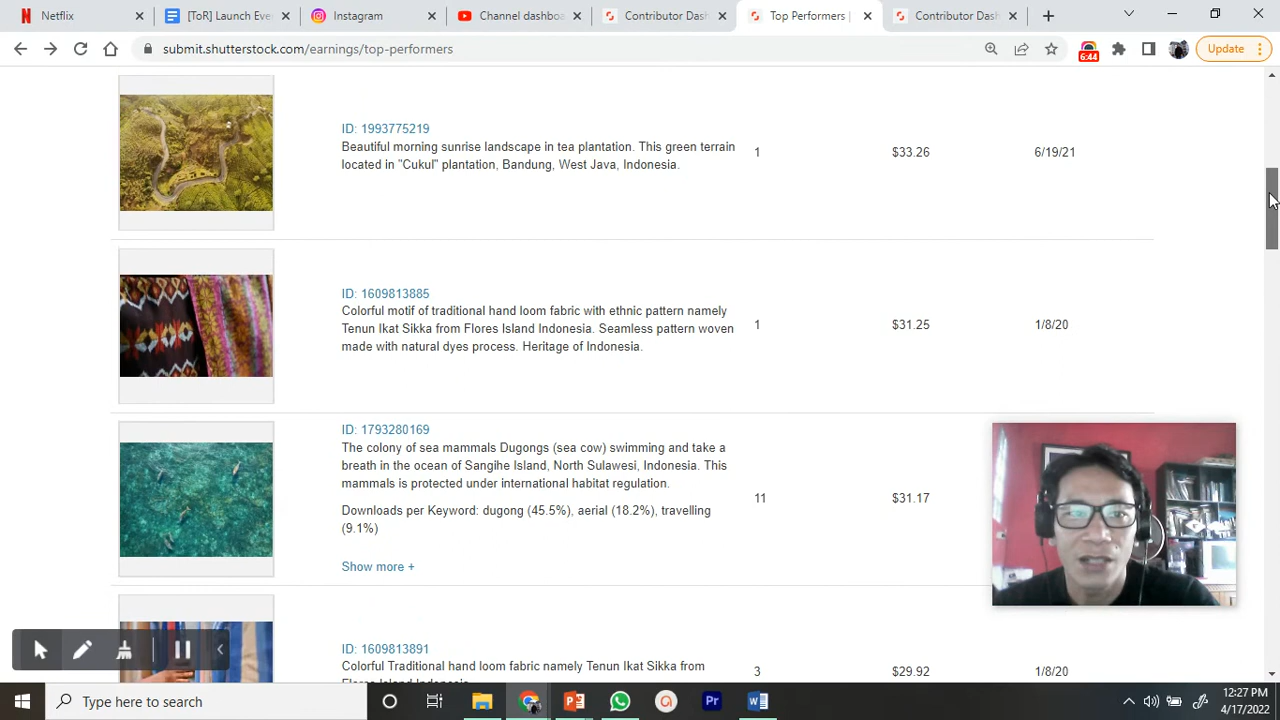 Netflix
[ToR] Launch Eve
Instagram
Channel dashboa
Contributor Dash
Top Performers |
Contributor Dash
submit.shutterstock.com/earnings/top-performers
6:44
Update
ID: 1993775219
Beautiful morning sunrise landscape in tea plantation. This green terrain
located in "Cukul" plantation, Bandung, West Java, Indonesia.
1
$33.26
6/19/21
ID: 1609813885
Colorful motif of traditional hand loom fabric with ethnic pattern namely
Tenun Ikat Sikka from Flores Island Indonesia. Seamless pattern woven
made with natural dyes process. Heritage of Indonesia.
1
$31.25
1/8/20
ID: 1793280169
The colony of sea mammals Dugongs (sea cow) swimming and take a
breath in the ocean of Sangihe Island, North Sulawesi, Indonesia. This
mammals is protected under international habitat regulation.
Downloads per Keyword: dugong (45.5%), aerial (18.2%), travelling
(9.1%)
Show more +
11
$31.17
ID: 1609813891
Colorful Traditional hand loom fabric namely Tenun Ikat Sikka from
Flores Island Indonesia
3
$29.92
1/8/20
Type here to search
12:27 PM
4/17/2022